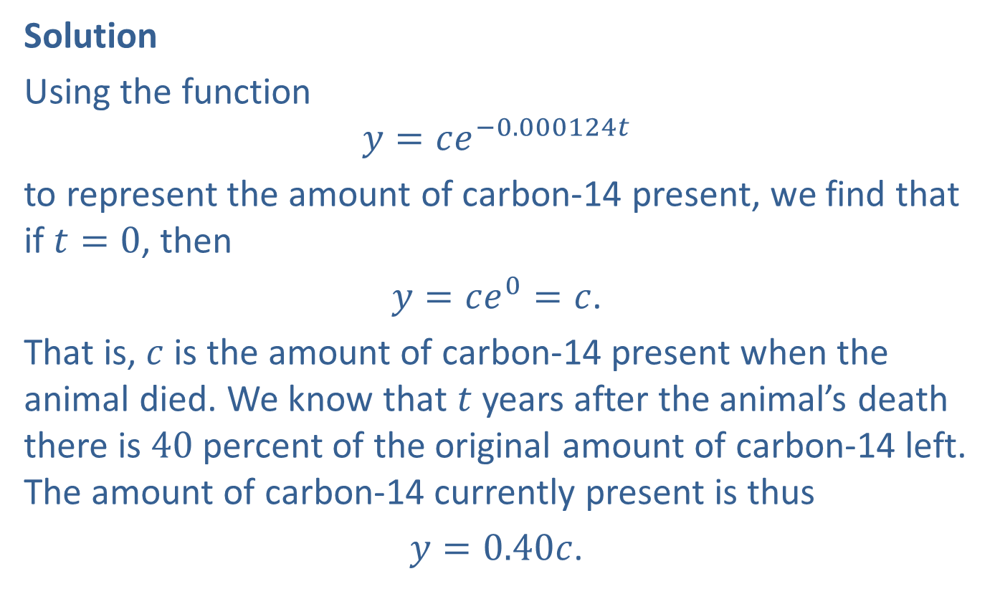 Solution
Using the function
y = ce^{−0.000124t}
to represent the amount of carbon-14 present, we find that
if t = 0, then
y = ce^{0} = c.
That is, c is the amount of carbon-14 present when the
animal died. We know that t years after the animal’s death
there is 40 percent of the original amount of carbon-14 left.
The amount of carbon-14 currently present is thus
y = 0.40c.